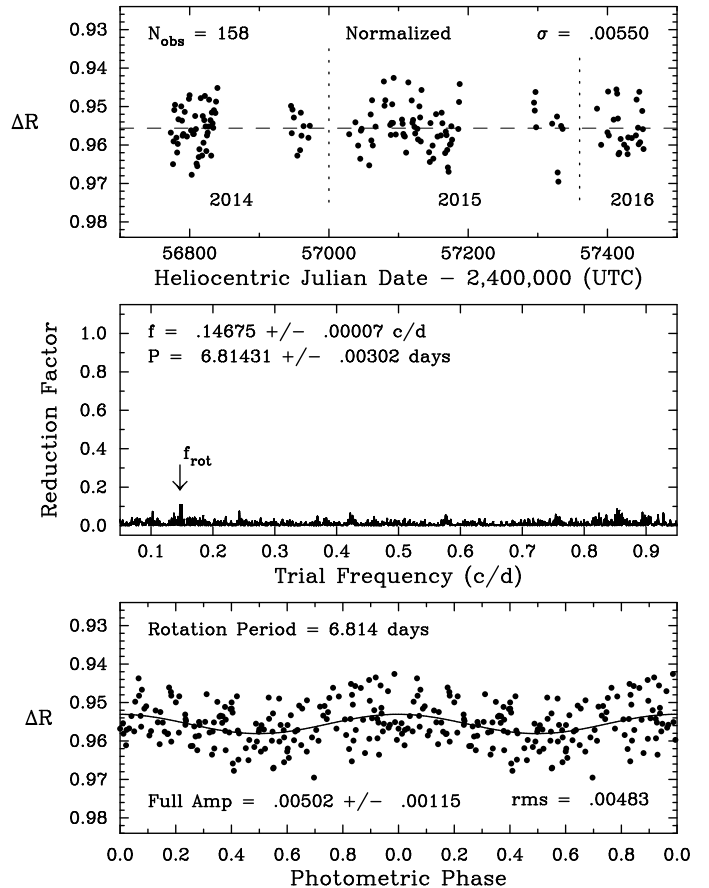 0.93
N_obs = 158 Normalized σ = .00550
0.94
0.95
ΔR
0.96
0.97
2014 2015 2016
0.98
56800 57000 57200 57400
Heliocentric Julian Date − 2,400,000 (UTC)
1.0
f = .14675 +/− .00007 c/d
P = 6.81431 +/− .00302 days
0.8
0.6
Reduction Factor
0.4
f_rot
0.2
0.0
0.1 0.2 0.3 0.4 0.5 0.6 0.7 0.8 0.9
Trial Frequency (c/d)
0.93
Rotation Period = 6.814 days
0.94
0.95
ΔR
0.96
0.97
Full Amp = .00502 +/− .00115 rms = .00483
0.98
0.0 0.2 0.4 0.6 0.8 0.0 0.2 0.4 0.6 0.8 0.0
Photometric Phase